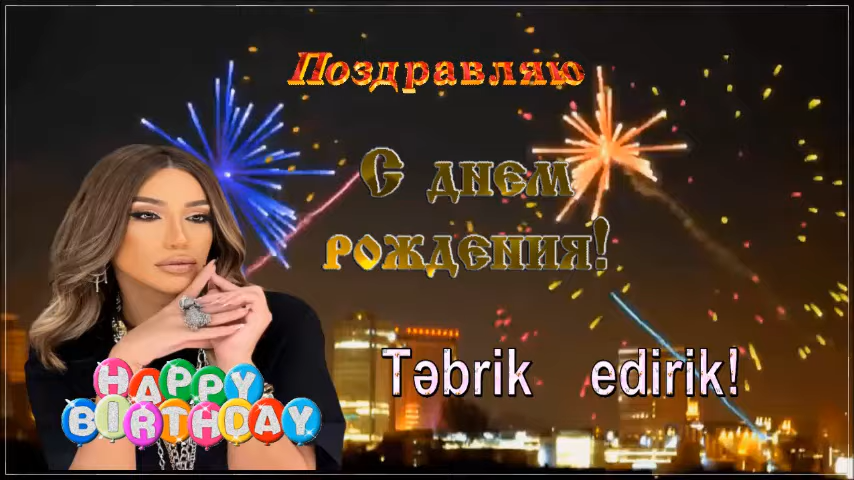 Поздравляю
С днем
рождения!
Təbrik edirik!
HAPPY
BIRTHDAY